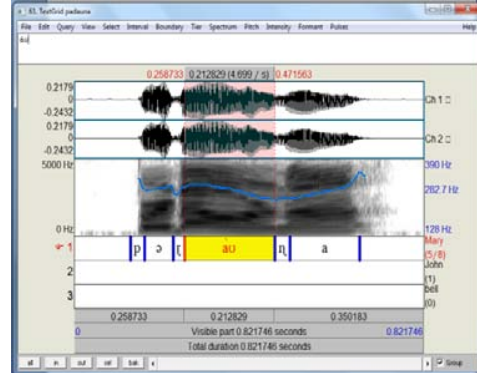 63. TextGrid padauna
File Edit Query View Select Interval Boundary Tier Spectrum Pitch Intensity Formant Pulses Help
aʊ
0.258733 0.212829 (4.699 / s) 0.471563
0.2179
0
-0.2432
Ch 1
0.2179
0
-0.2432
Ch 2
5000 Hz 390 Hz
282.7 Hz
0 Hz 128 Hz
1 p ə ɽ aʊ ɳ a Mary
(5/8)
2 John
(1)
3 bell
(0)
0.258733 0.212829 0.350183
0 Visible part 0.821746 seconds 0.821746
Total duration 0.821746 seconds
all in out sel bak Group